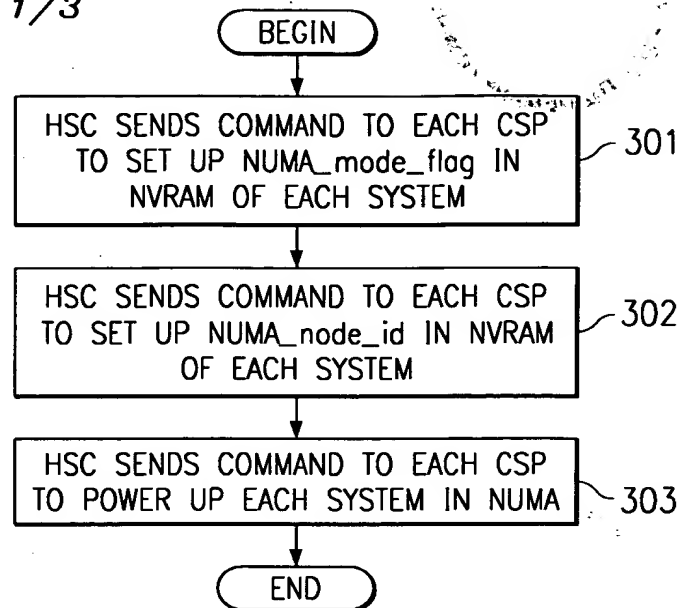 1/3
BEGIN
HSC SENDS COMMAND TO EACH CSP
TO SET UP NUMA_mode_flag IN
NVRAM OF EACH SYSTEM
301
HSC SENDS COMMAND TO EACH CSP
TO SET UP NUMA_node_id IN NVRAM
OF EACH SYSTEM
302
HSC SENDS COMMAND TO EACH CSP
TO POWER UP EACH SYSTEM IN NUMA
303
END